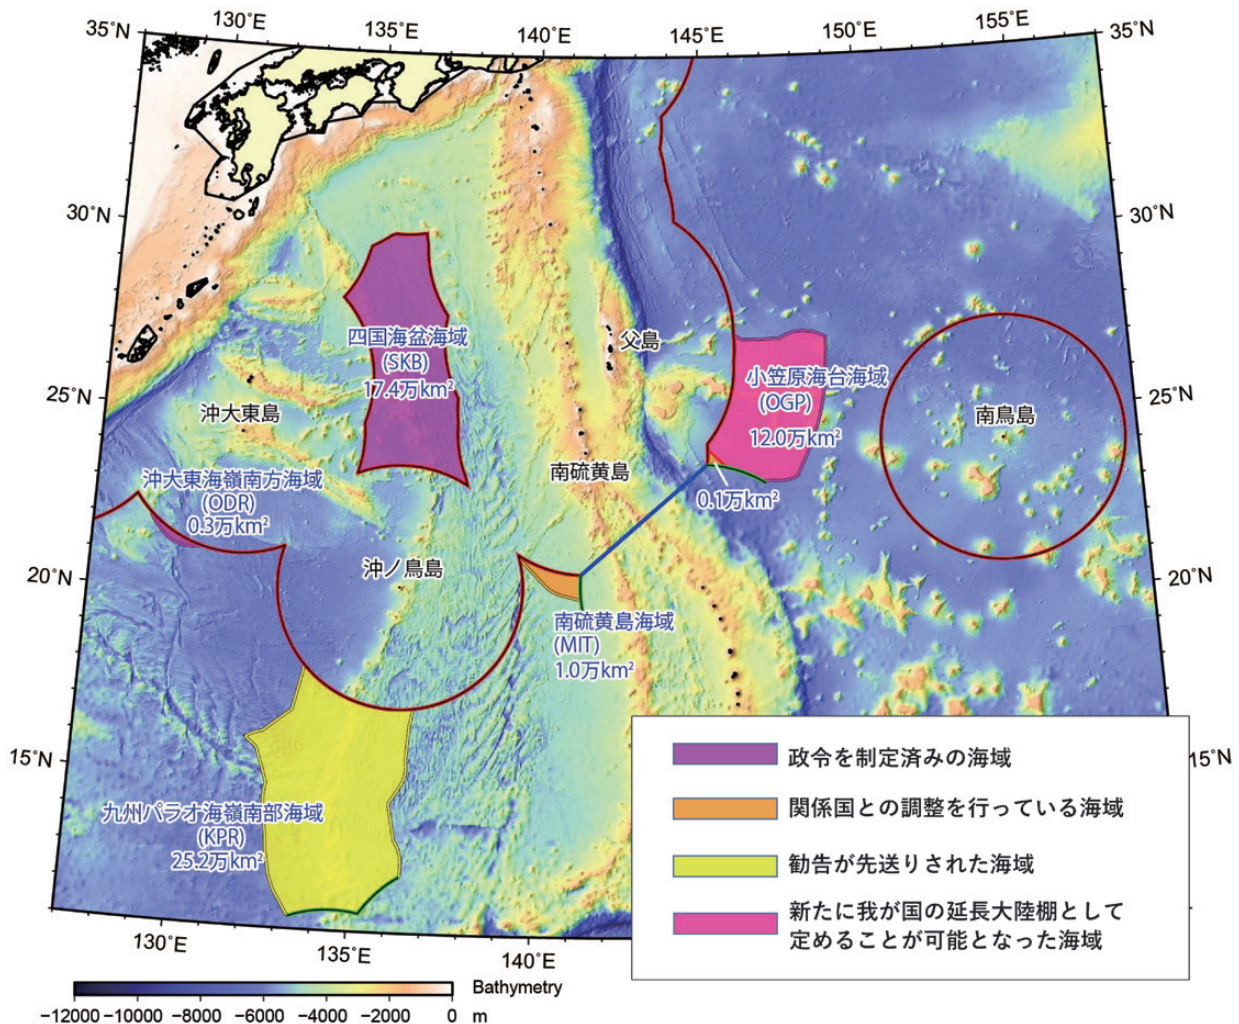 130°E
135°E
140°E
145°E
150°E
155°E
35°N
35°N
30°N
30°N
父島
四国海盆海域
(SKB)
17.4万km²
小笠原海台海域
(OGP)
12.0万km²
25°N
25°N
沖大東島
南鳥島
南硫黄島
沖大東海嶺南方海域
(ODR)
0.3万km²
0.1万km²
20°N
沖ノ鳥島
20°N
南硫黄島海域
(MIT)
1.0万km²
15°N
15°N
政令を制定済みの海域
関係国との調整を行っている海域
九州パラオ海嶺南部海域
(KPR)
25.2万km²
勧告が先送りされた海域
新たに我が国の延長大陸棚として
定めることが可能となった海域
130°E
135°E
140°E
Bathymetry
−12000 −10000 −8000 −6000 −4000 −2000 0 m